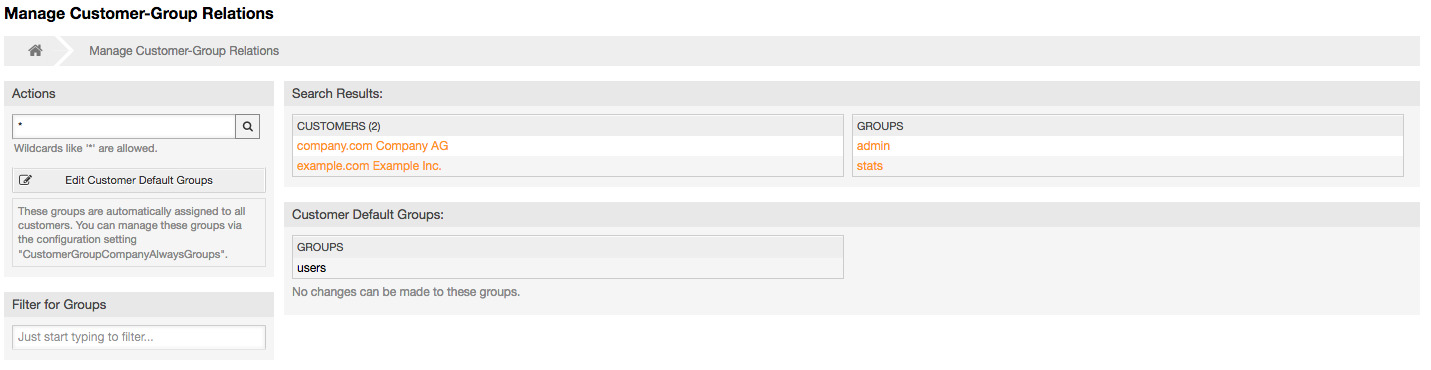 Manage Customer-Group Relations
Manage Customer-Group Relations
Actions
*
Wildcards like '*' are allowed.
Edit Customer Default Groups
These groups are automatically assigned to all
customers. You can manage these groups via
the configuration setting
"CustomerGroupCompanyAlwaysGroups".
Filter for Groups
Just start typing to filter...
Search Results:
CUSTOMERS (2)
company.com Company AG
example.com Example Inc.
GROUPS
admin
stats
Customer Default Groups:
GROUPS
users
No changes can be made to these groups.